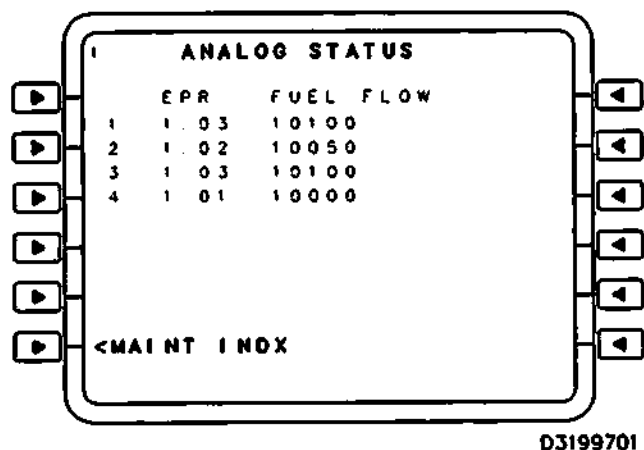 ANALOG STATUS
EPR FUEL FLOW
1 1.03 10100
2 1.02 10050
3 1.03 10100
4 1.01 10000
<MAINT INDX
D3199701